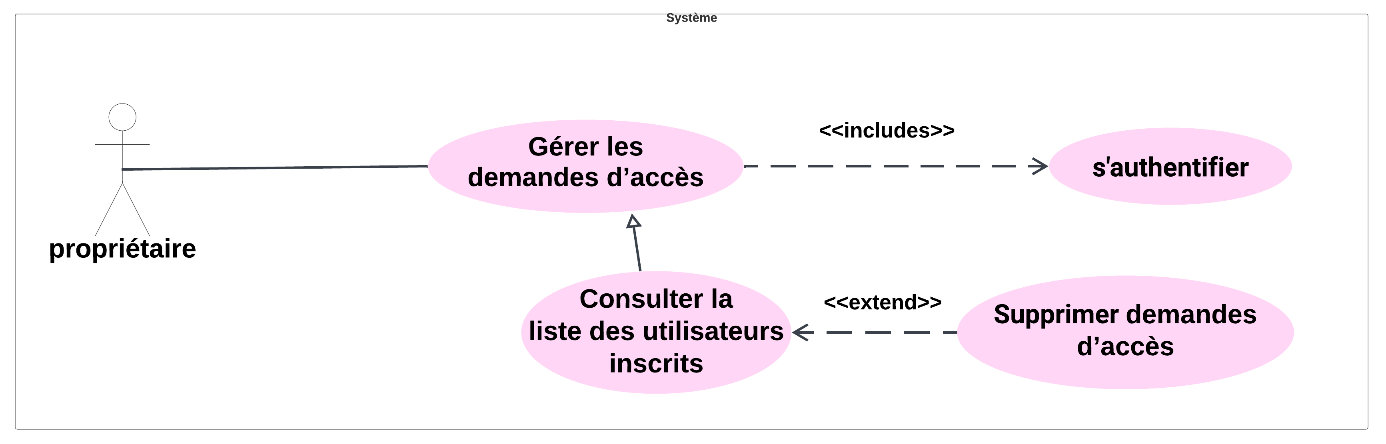 Système
Gérer les
demandes d’accès
<<includes>>
s'authentifier
propriétaire
Consulter la
liste des utilisateurs
inscrits
<<extend>>
Supprimer demandes
d’accès